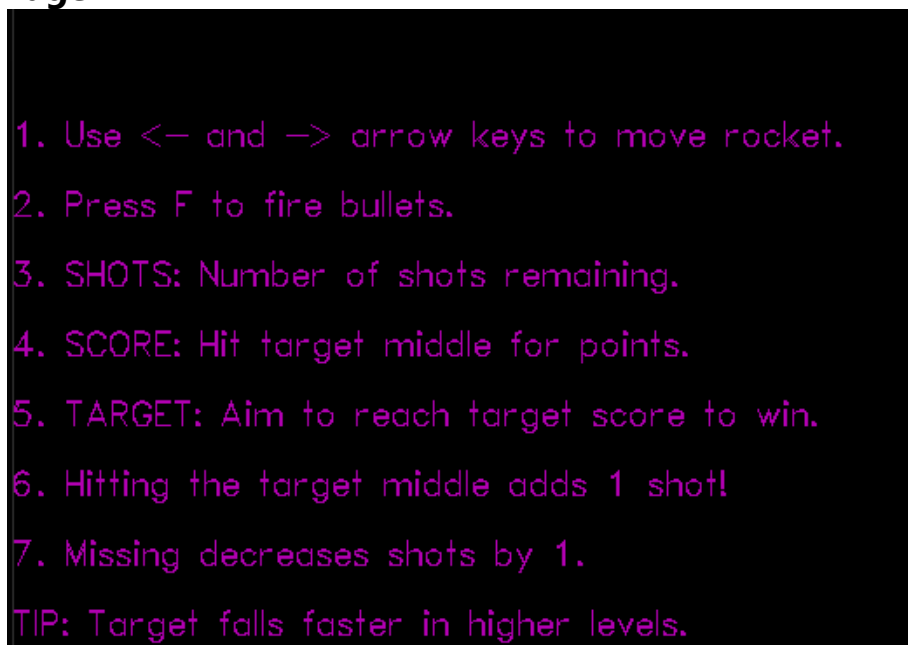 1. Use <- and -> arrow keys to move rocket.
2. Press F to fire bullets.
3. SHOTS: Number of shots remaining.
4. SCORE: Hit target middle for points.
5. TARGET: Aim to reach target score to win.
6. Hitting the target middle adds 1 shot!
7. Missing decreases shots by 1.
TIP: Target falls faster in higher levels.